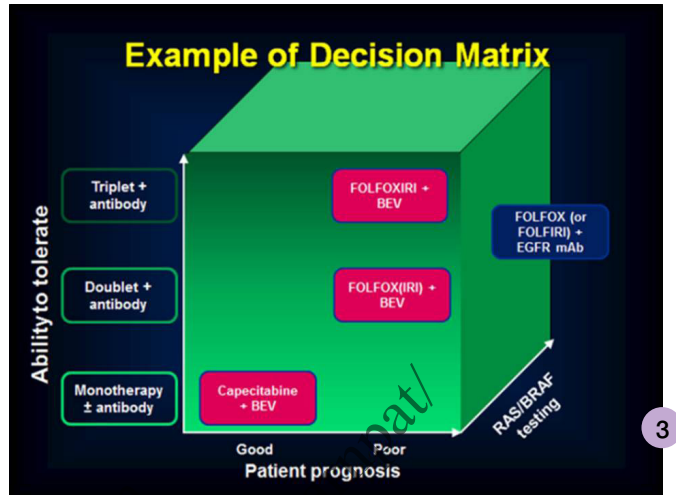 Example of Decision Matrix
Ability to tolerate
Triplet +
antibody
FOLFOXIRI +
BEV
FOLFOX (or
FOLFIRI) +
EGFR mAb
Doublet +
antibody
FOLFOX(IRI) +
BEV
Monotherapy
± antibody
Capecitabine
+ BEV
RAS/BRAF
testing
Good
Poor
Patient prognosis
3